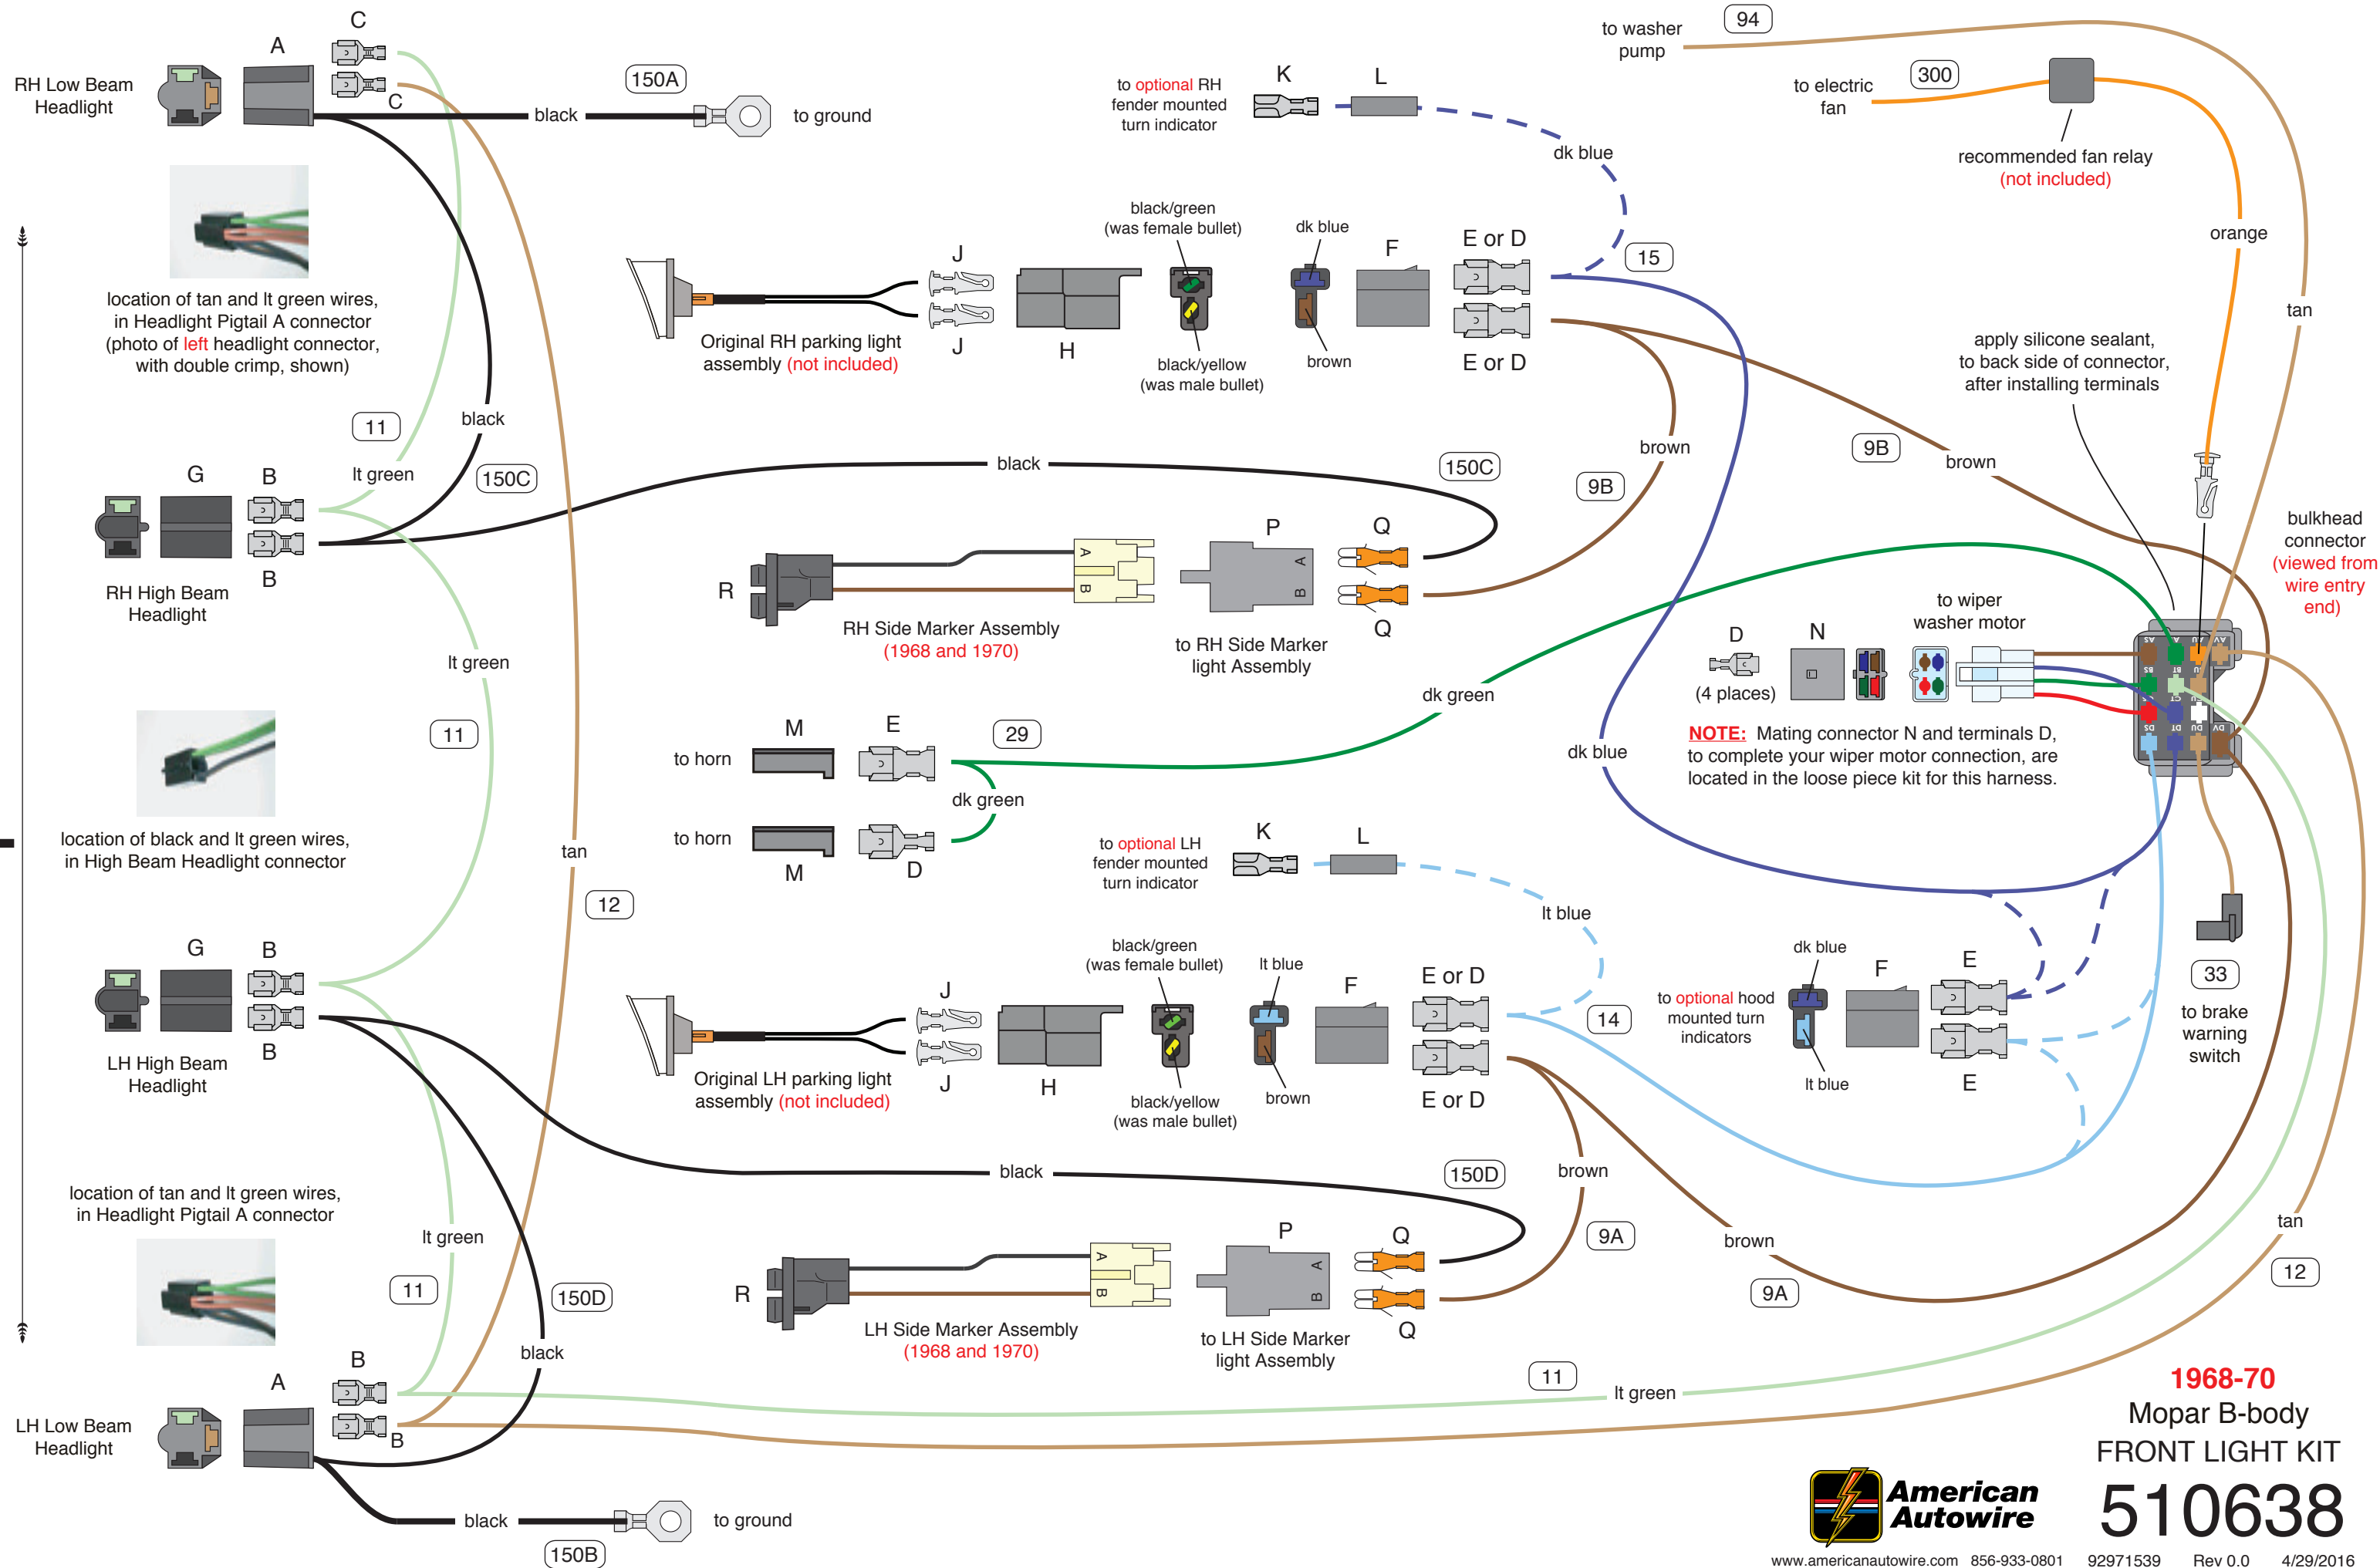 C
A
C
RH Low Beam
Headlight
150A
black
to ground
location of tan and lt green wires,
in Headlight Pigtail A connector
(photo of left headlight connector,
with double crimp, shown)
11
black
lt green
150C
G
B
B
RH High Beam
Headlight
lt green
11
location of black and lt green wires,
in High Beam Headlight connector
tan
12
G
B
B
LH High Beam
Headlight
location of tan and lt green wires,
in Headlight Pigtail A connector
lt green
11
150D
black
B
A
B
LH Low Beam
Headlight
black
150B
to ground
to optional RH
fender mounted
turn indicator
K
L
dk blue
black/green
(was female bullet)
dk blue
J
J
H
F
E or D
E or D
15
Original RH parking light
assembly (not included)
black/yellow
(was male bullet)
brown
black
150C
brown
9B
9B
brown
R
A
B
P
A
B
Q
Q
RH Side Marker Assembly
(1968 and 1970)
to RH Side Marker
light Assembly
dk green
to horn
M
E
29
dk green
to horn
M
D
to optional LH
fender mounted
turn indicator
K
L
lt blue
black/green
(was female bullet)
lt blue
J
J
H
F
E or D
E or D
14
Original LH parking light
assembly (not included)
black/yellow
(was male bullet)
brown
black
150D
brown
9A
brown
9A
R
A
B
P
A
B
Q
Q
LH Side Marker Assembly
(1968 and 1970)
to LH Side Marker
light Assembly
11
lt green
to washer
pump
94
to electric
fan
300
recommended fan relay
(not included)
orange
tan
apply silicone sealant,
to back side of connector,
after installing terminals
bulkhead
connector
(viewed from
wire entry
end)
to wiper
washer motor
D
(4 places)
N
NOTE: Mating connector N and terminals D,
to complete your wiper motor connection, are
located in the loose piece kit for this harness.
AS
AU
AV
BS
BT
CT
DS
DT
DU
DV
dk blue
dk blue
to optional hood
mounted turn
indicators
F
E
E
lt blue
33
to brake
warning
switch
tan
12
1968-70
Mopar B-body
FRONT LIGHT KIT
510638
American
Autowire
www.americanautowire.com 856-933-0801 92971539 Rev 0.0 4/29/2016